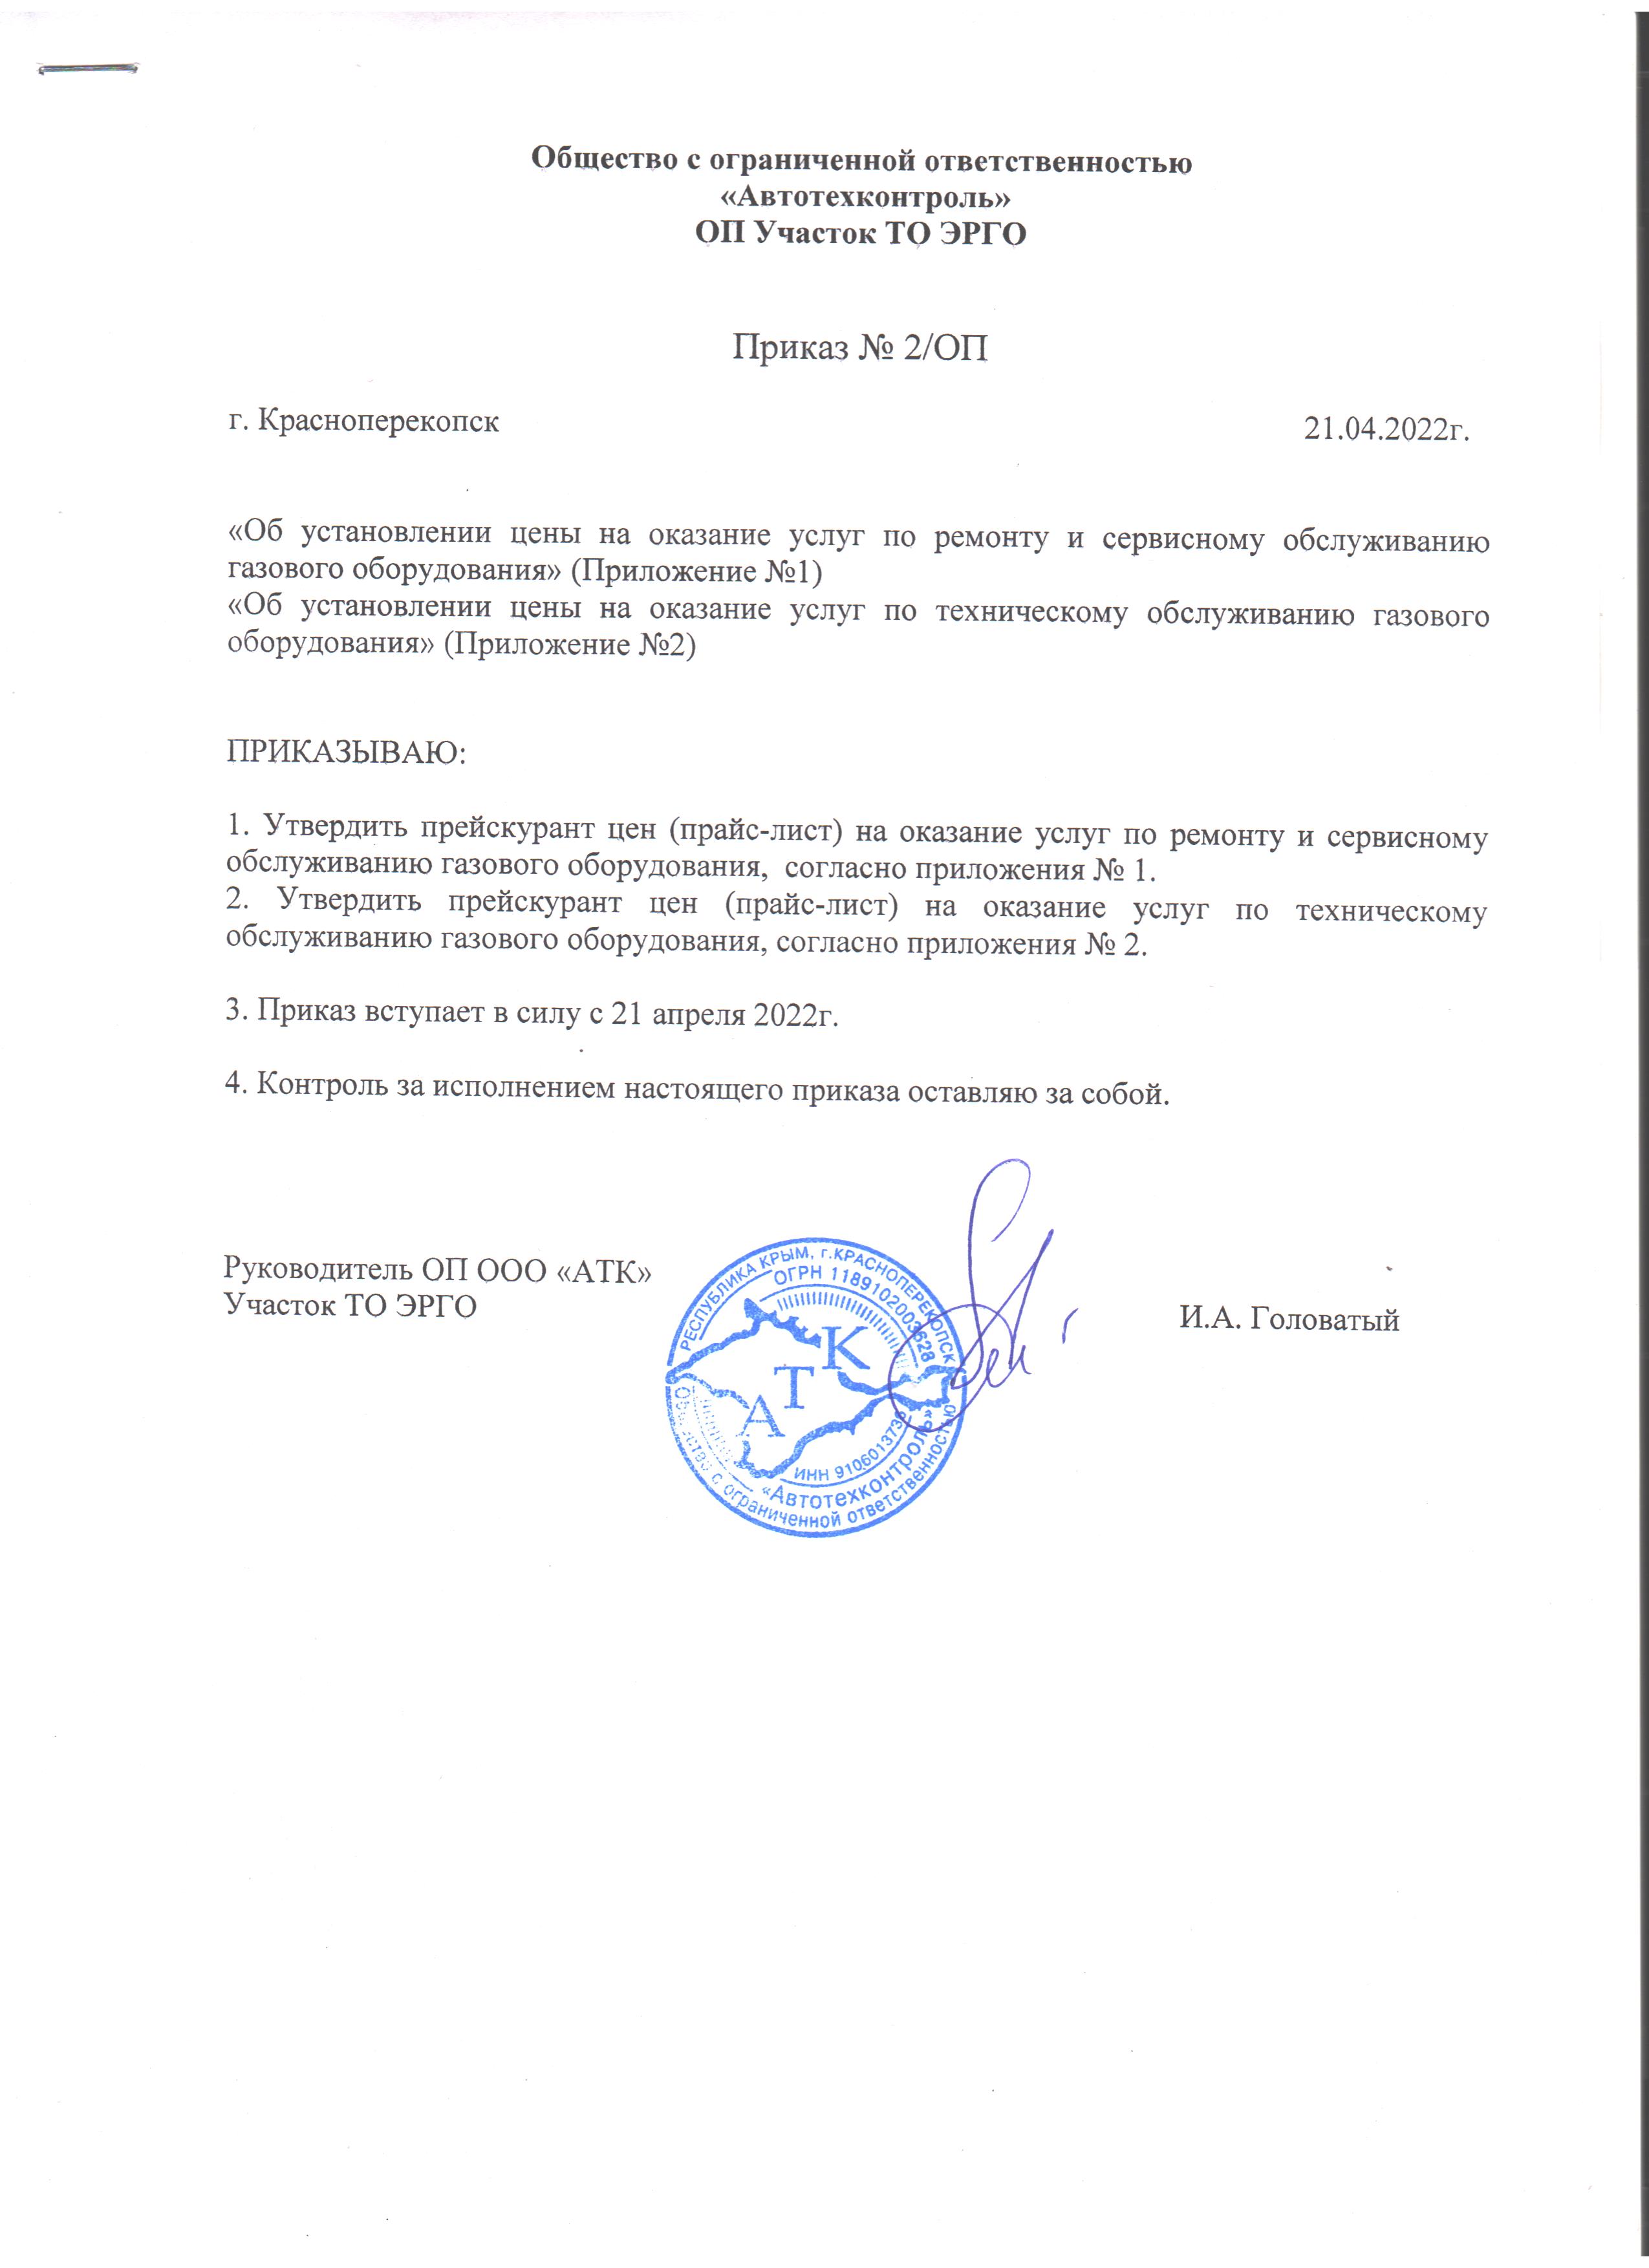 Общество с ограниченной ответственностью
«Автотехконтроль»
ОП Участок ТО ЭРГО
Приказ № 2/ОП
г. Красноперекопск 21.04.2022г.
«Об установлении цены на оказание услуг по ремонту и сервисному обслуживанию
газового оборудования» (Приложение №1)
«Об установлении цены на оказание услуг по техническому обслуживанию газового
оборудования» (Приложение №2)
ПРИКАЗЫВАЮ:
1. Утвердить прейскурант цен (прайс-лист) на оказание услуг по ремонту и сервисному
обслуживанию газового оборудования, согласно приложения № 1.
2. Утвердить прейскурант цен (прайс-лист) на оказание услуг по техническому
обслуживанию газового оборудования, согласно приложения № 2.
3. Приказ вступает в силу с 21 апреля 2022г.
4. Контроль за исполнением настоящего приказа оставляю за собой.
Руководитель ОП ООО «АТК»
Участок ТО ЭРГО
И.А. Головатый
РЕСПУБЛИКА КРЫМ, г.КРАСНОПЕРЕКОПСК
ОГРН 1189102003628
К
Т
А
ИНН
«Автотехконтроль»
с ограниченной ответственностью